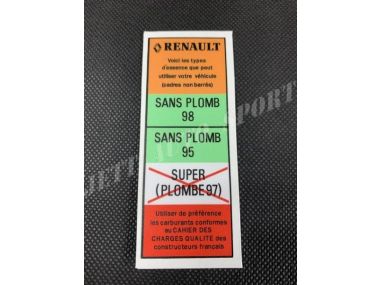 RENAULT
Voici les types
d'essence que peut
utiliser votre véhicule
(cadres non barrés)
SANS PLOMB
98
SANS PLOMB
95
SUPER
(PLOMBE 97)
Utiliser de préférence
les carburants conformes
au CAHIER DES
CHARGES QUALITE des
constructeurs français